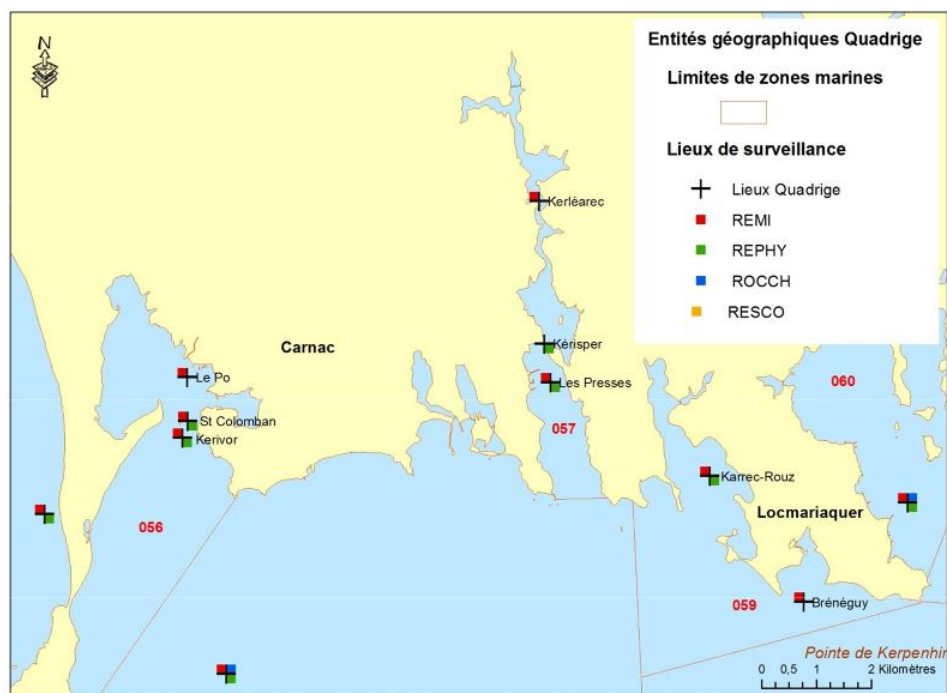 N
Entités géographiques Quadrige
Limites de zones marines
Lieux de surveillance
Lieux Quadrige
REMI
REPHY
ROCCH
RESCO
Kerléarec
Carnac
Kérisper
Le Po
Les Presses
060
St Colomban
057
Kerivor
Karrec-Rouz
Locmariaquer
056
059
Brénéguy
Pointe de Kerpenhir
0 0,5 1 2 Kilomètres